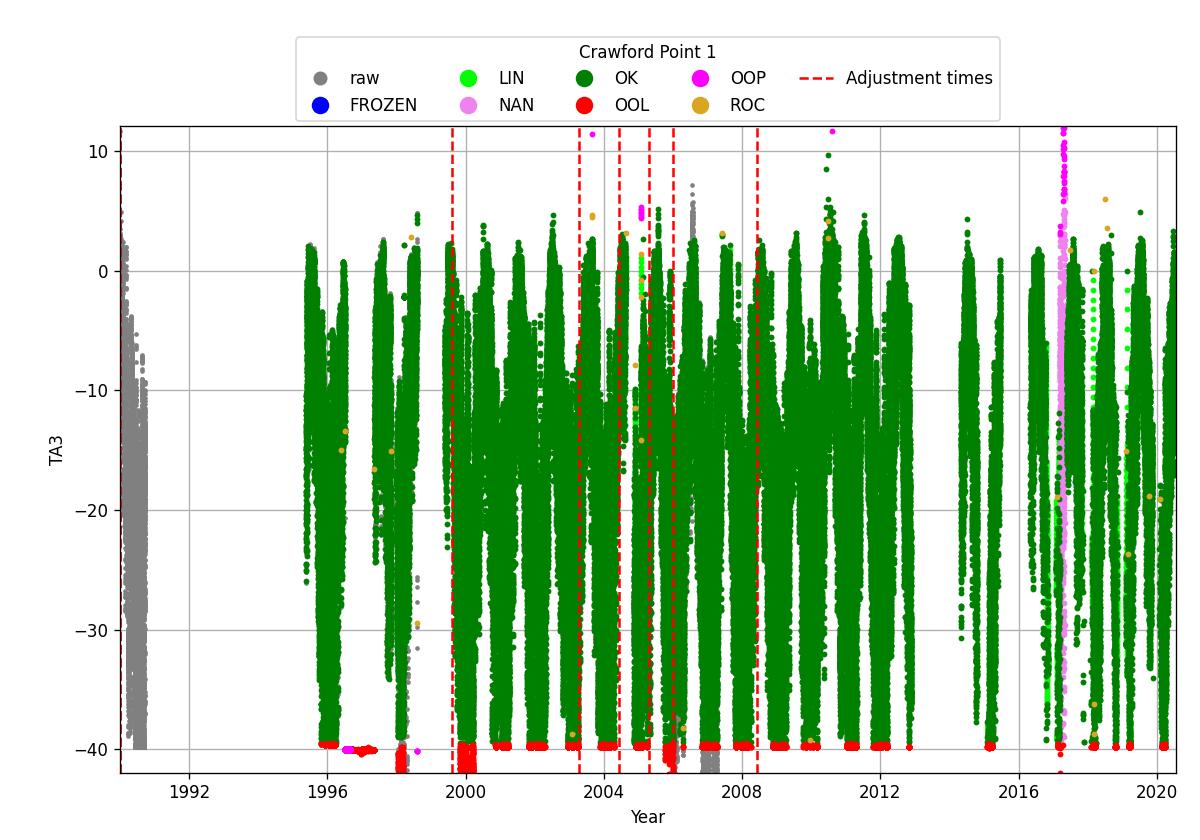 Crawford Point 1
raw LIN OK OOP Adjustment times
FROZEN NAN OOL ROC
10
0
−10
−20
−30
−40
TA3
1992 1996 2000 2004 2008 2012 2016 2020
Year